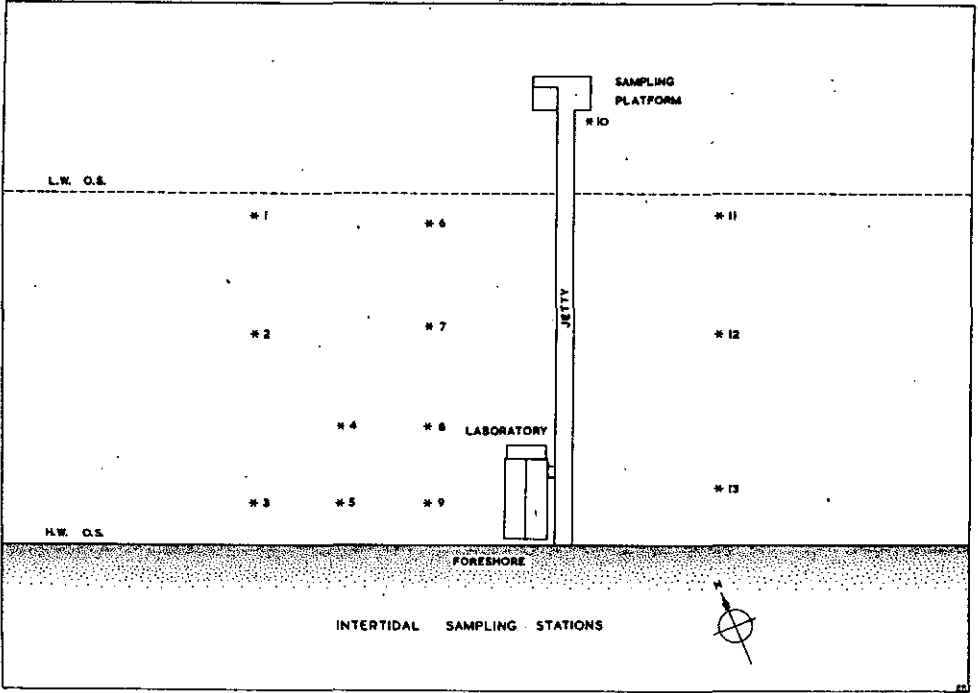 SAMPLING
PLATFORM
* 10
L.W. O.S.
* 1
* 6
* 11
JETTY
* 2
* 7
* 12
* 4
* 8
LABORATORY
* 3
* 5
* 9
* 13
H.W. O.S.
FORESHORE
N
INTERTIDAL SAMPLING STATIONS